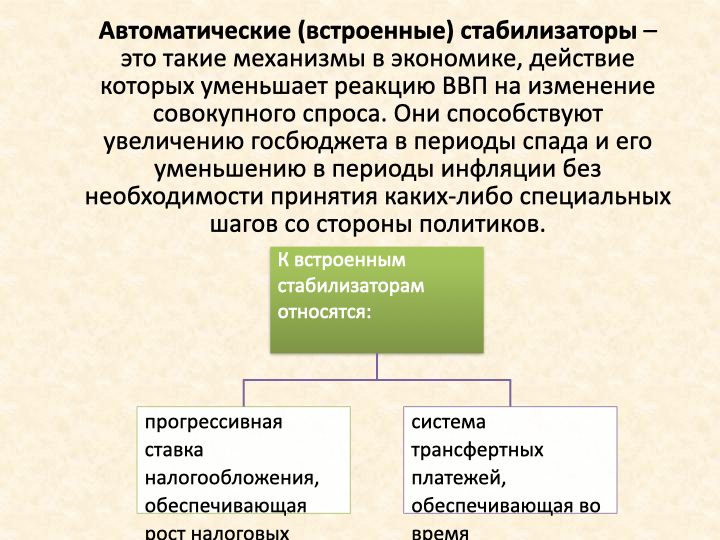 Автоматические (встроенные) стабилизаторы –
это такие механизмы в экономике, действие
которых уменьшает реакцию ВВП на изменение
совокупного спроса. Они способствуют
увеличению госбюджета в периоды спада и его
уменьшению в периоды инфляции без
необходимости принятия каких-либо специальных
шагов со стороны политиков.
К встроенным
стабилизаторам
относятся:
прогрессивная
ставка
налогообложения,
обеспечивающая
рост налоговых
система
трансфертных
платежей,
обеспечивающая во
время